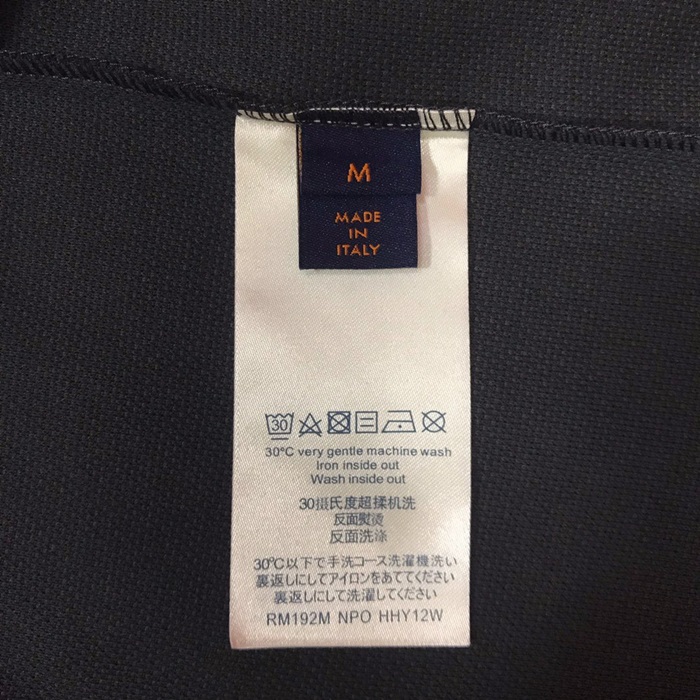 M
MADE
IN
ITALY
30
30°C very gentle machine wash
Iron inside out
Wash inside out
30摄氏度超揉机洗
反面熨烫
反面洗涤
30℃以下で手洗コース洗濯機洗い
裏返しにしてアイロンをあててください
裏返しにして洗濯してください
RM192M NPO HHY12W